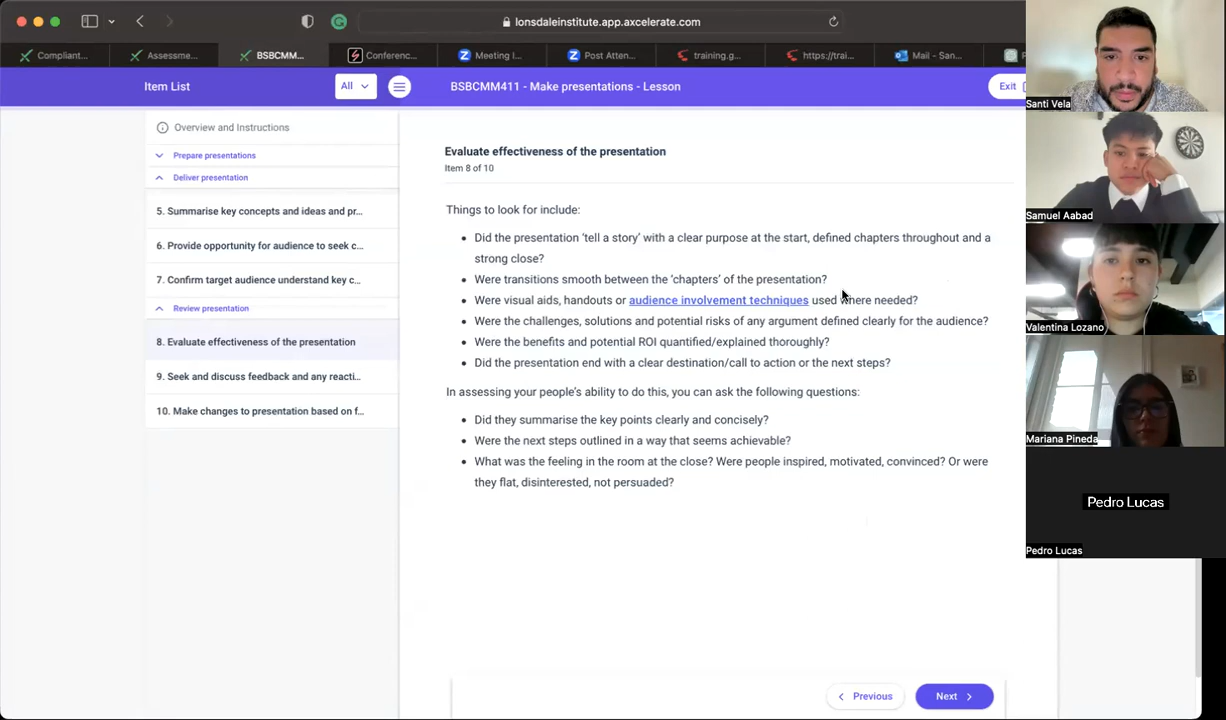 lonsdaleinstitute.app.axcelerate.com
Compliant...
Assessme...
BSBCMM...
Conferenc...
Meeting I...
Post Atten...
training.g...
https://trai...
Mail - San...
Item List
All
BSBCMM411 - Make presentations - Lesson
Exit
Overview and Instructions
Prepare presentations
Deliver presentation
5. Summarise key concepts and ideas and pr...
6. Provide opportunity for audience to seek c...
7. Confirm target audience understand key c...
Review presentation
8. Evaluate effectiveness of the presentation
9. Seek and discuss feedback and any reacti...
10. Make changes to presentation based on f...
Evaluate effectiveness of the presentation
Item 8 of 10
Things to look for include:
Did the presentation 'tell a story' with a clear purpose at the start, defined chapters throughout and a
strong close?
Were transitions smooth between the 'chapters' of the presentation?
Were visual aids, handouts or audience involvement techniques used where needed?
Were the challenges, solutions and potential risks of any argument defined clearly for the audience?
Were the benefits and potential ROI quantified/explained thoroughly?
Did the presentation end with a clear destination/call to action or the next steps?
In assessing your people's ability to do this, you can ask the following questions:
Did they summarise the key points clearly and concisely?
Were the next steps outlined in a way that seems achievable?
What was the feeling in the room at the close? Were people inspired, motivated, convinced? Or were
they flat, disinterested, not persuaded?
Previous
Next
Santi Vela
Samuel Aabad
Valentina Lozano
Mariana Pineda
Pedro Lucas
Pedro Lucas